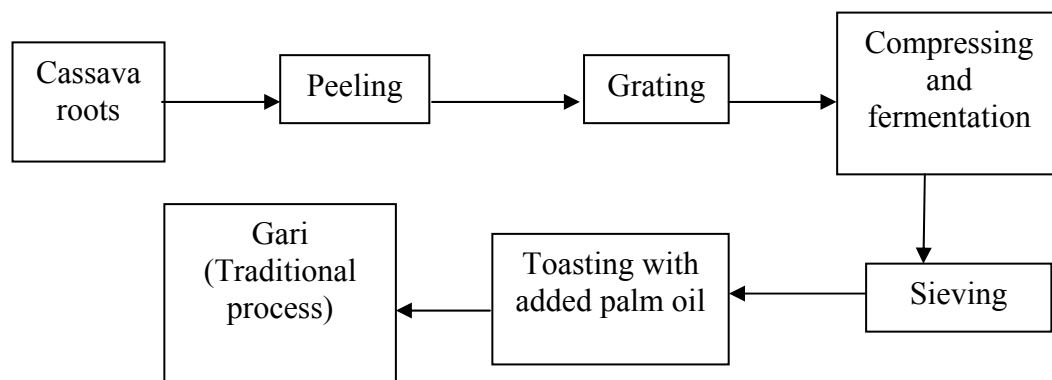 Cassava
roots
Peeling
Grating
Compressing
and
fermentation
Sieving
Toasting with
added palm oil
Gari
(Traditional
process)